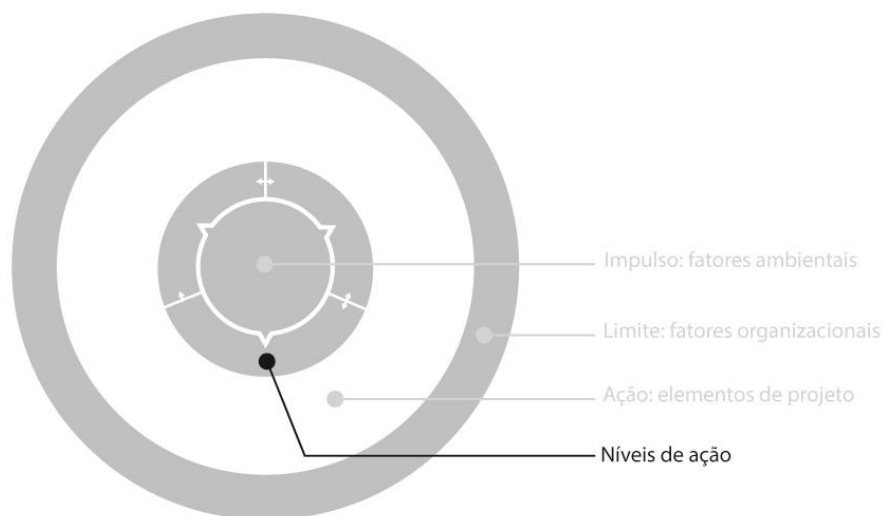 Impulso: fatores ambientais
Limite: fatores organizacionais
Ação: elementos de projeto
Níveis de ação